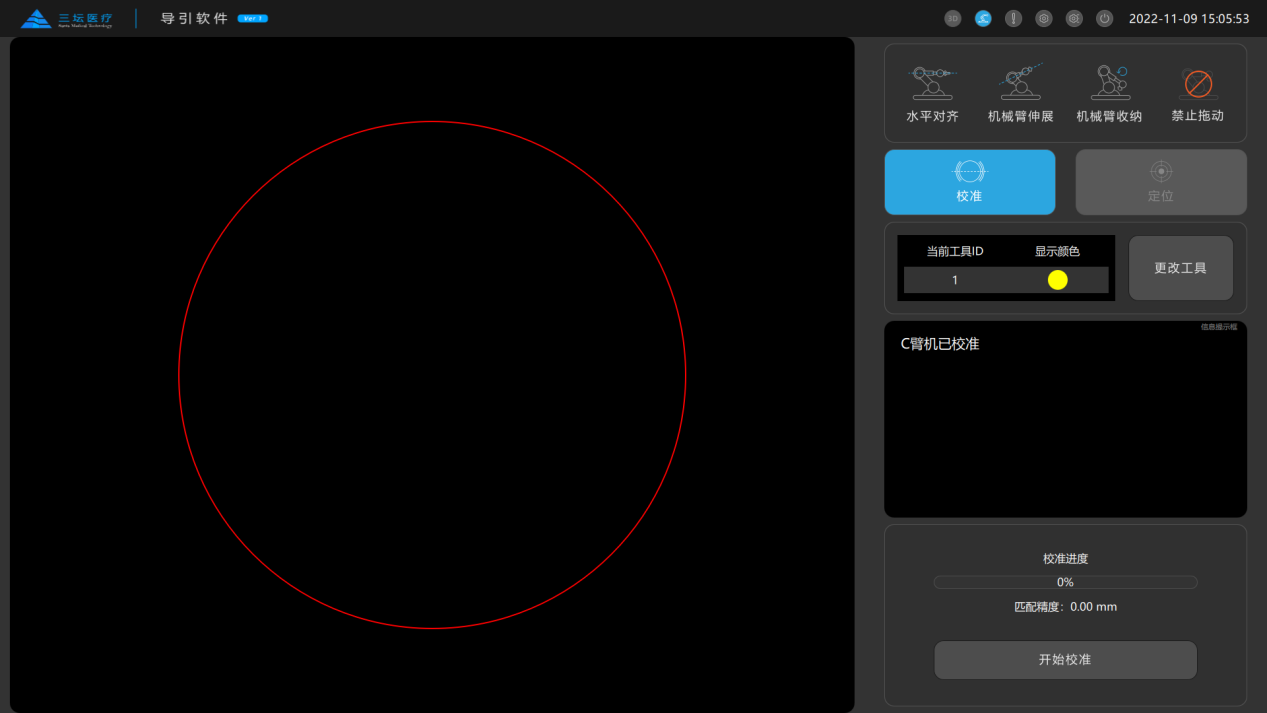 三坛医疗
Santa Medical Technology
导引软件
Ver 1
3D
2022-11-09 15:05:53
水平对齐
机械臂伸展
机械臂收纳
禁止拖动
校准
定位
当前工具ID
显示颜色
1
更改工具
信息提示框
C臂机已校准
校准进度
0%
匹配精度：0.00 mm
开始校准